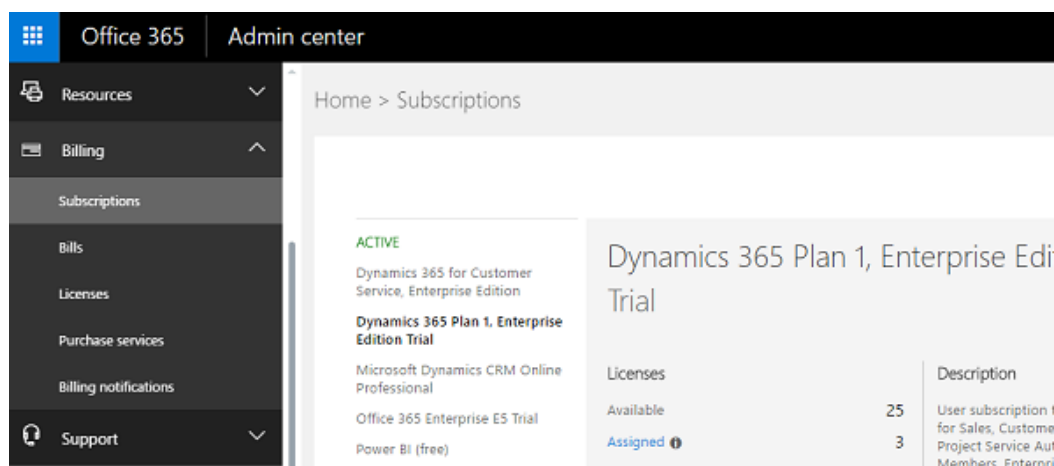 Office 365 Admin center
Resources
Billing
Subscriptions
Bills
Licenses
Purchase services
Billing notifications
Support
Home > Subscriptions
ACTIVE
Dynamics 365 for Customer
Service, Enterprise Edition
Dynamics 365 Plan 1, Enterprise
Edition Trial
Microsoft Dynamics CRM Online
Professional
Office 365 Enterprise E5 Trial
Power BI (free)
Dynamics 365 Plan 1, Enterprise Edi
Trial
Licenses
Available 25
Assigned 3
Description
User subscription t
for Sales, Custome
Project Service Aut
Members, Enterpri